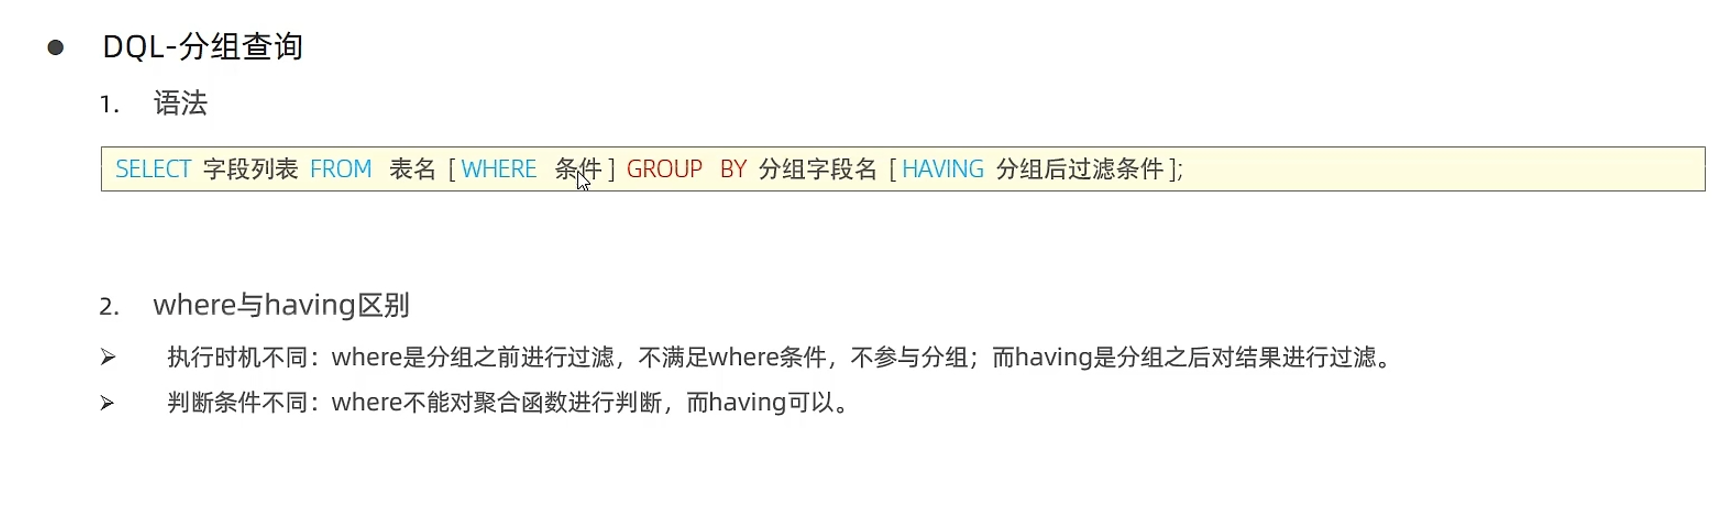 ● DQL-分组查询
1. 语法
SELECT 字段列表 FROM 表名 [ WHERE 条件 ] GROUP BY 分组字段名 [ HAVING 分组后过滤条件 ];
2. where与having区别
➢ 执行时机不同：where是分组之前进行过滤，不满足where条件，不参与分组；而having是分组之后对结果进行过滤。
➢ 判断条件不同：where不能对聚合函数进行判断，而having可以。